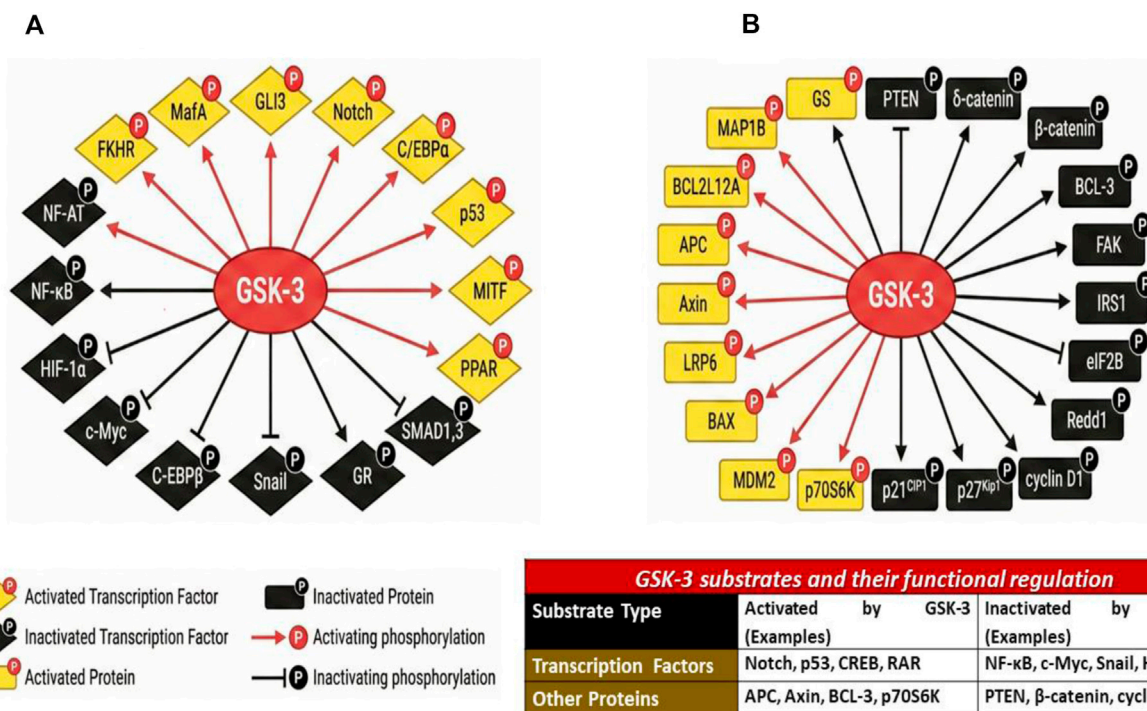 A
B
MafA P
GLI3 P
Notch P
FKHR P
C/EBPα P
NF-AT P
p53 P
NF-κB P
GSK-3
MITF P
HIF-1α P
PPAR P
c-Myc P
SMAD1,3 P
C-EBPβ P
Snail P
GR P
GS P
PTEN P
δ-catenin P
MAP1B P
β-catenin P
BCL2L12A P
BCL-3 P
APC P
FAK P
Axin P
GSK-3
IRS1 P
LRP6 P
eIF2B P
BAX P
Redd1 P
MDM2 P
p70S6K P
p21CIP1 P
p27Kip1 P
cyclin D1 P
P Activated Transcription Factor
P Inactivated Transcription Factor
P Activated Protein
P Inactivated Protein
P Activating phosphorylation
P Inactivating phosphorylation
GSK-3 substrates and their functional regulation
Substrate Type
Activated by GSK-3
(Examples)
Inactivated by
(Examples)
Transcription Factors
Notch, p53, CREB, RAR
NF-κB, c-Myc, Snail,
Other Proteins
APC, Axin, BCL-3, p70S6K
PTEN, β-catenin, cycl